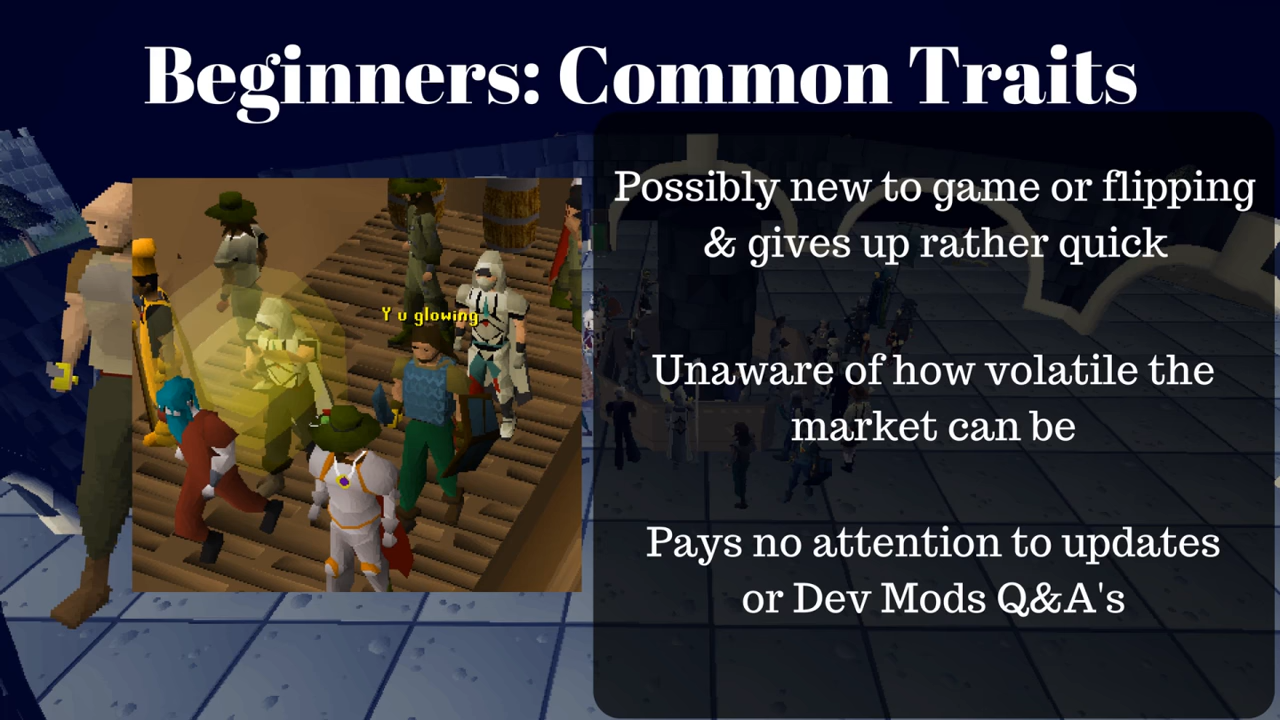 Beginners: Common Traits
Y u glowing
Possibly new to game or flipping
& gives up rather quick
Unaware of how volatile the
market can be
Pays no attention to updates
or Dev Mods Q&A's